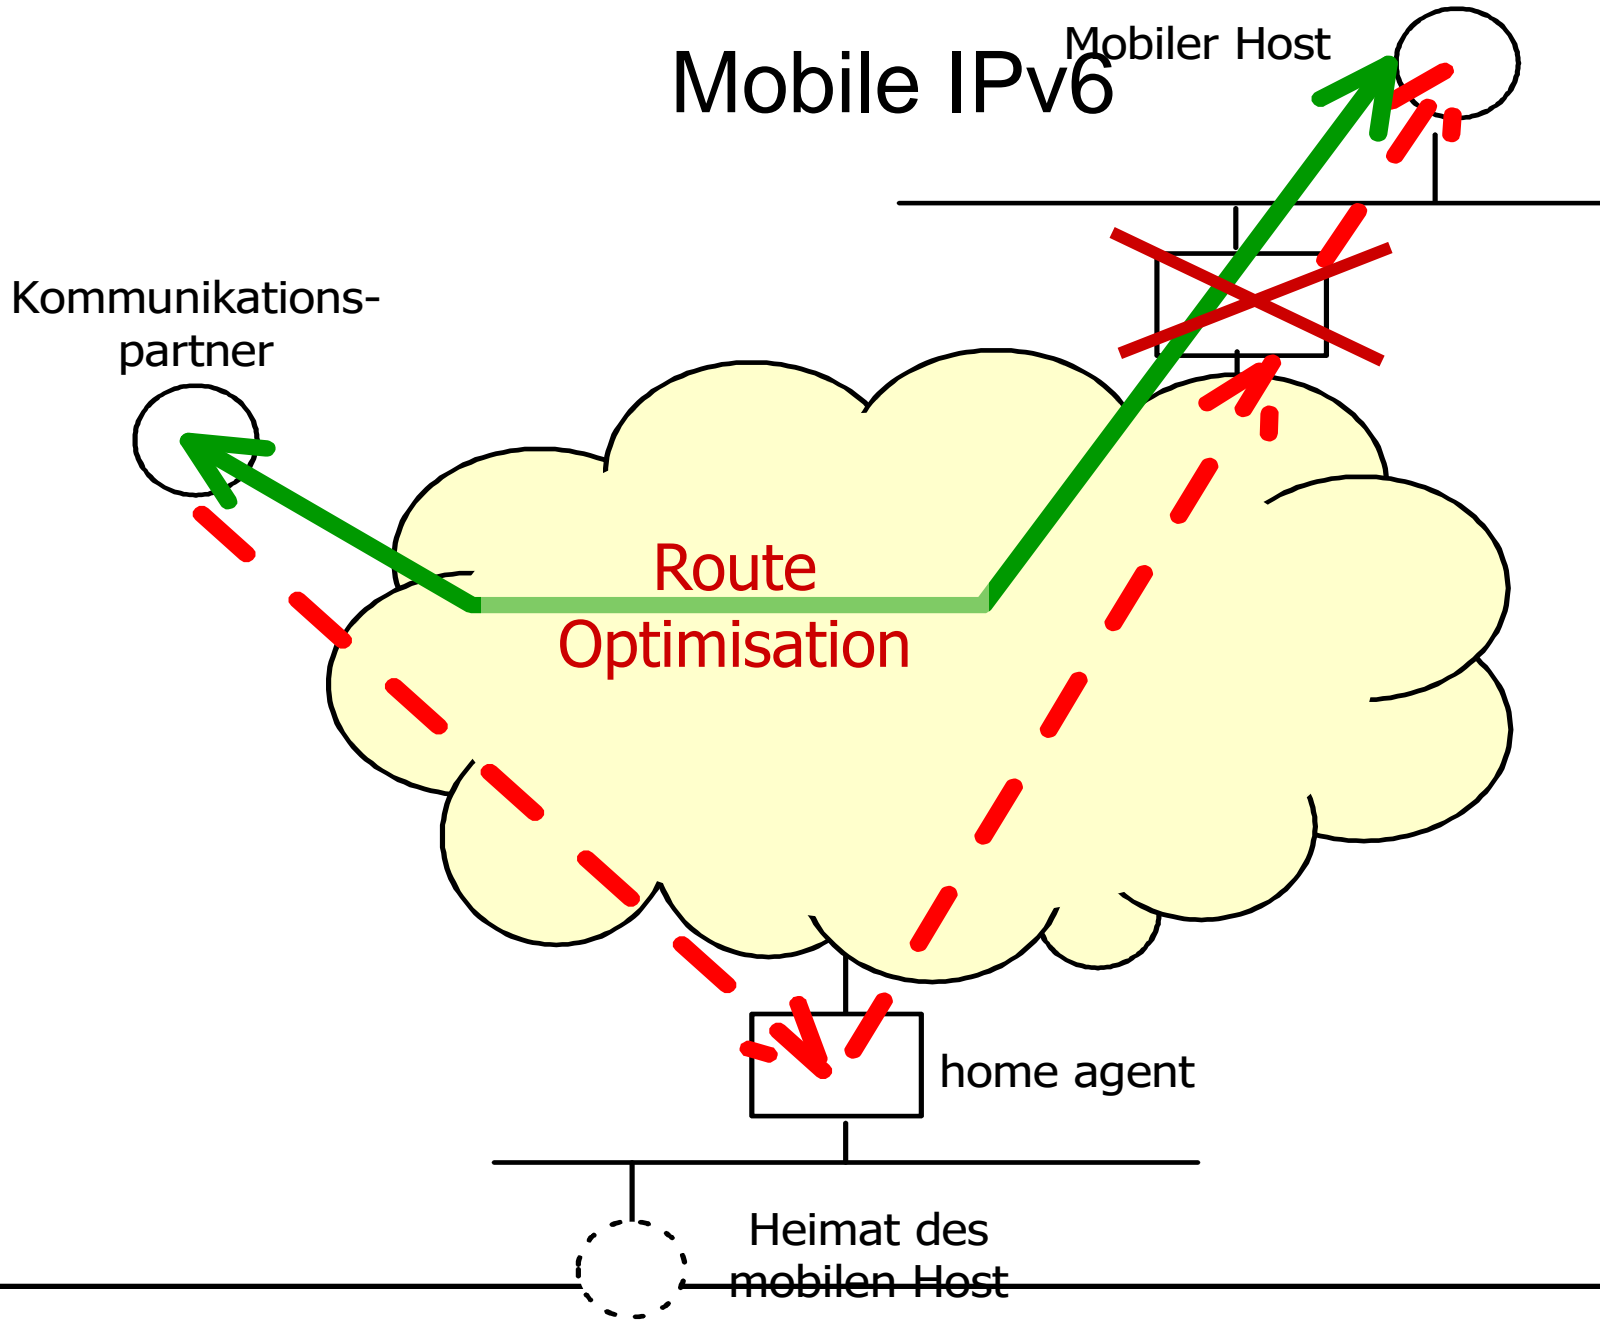 Mobile IPv6
Mobiler Host
Kommunikations-
partner
Route
Optimisation
home agent
Heimat des
mobilen Host